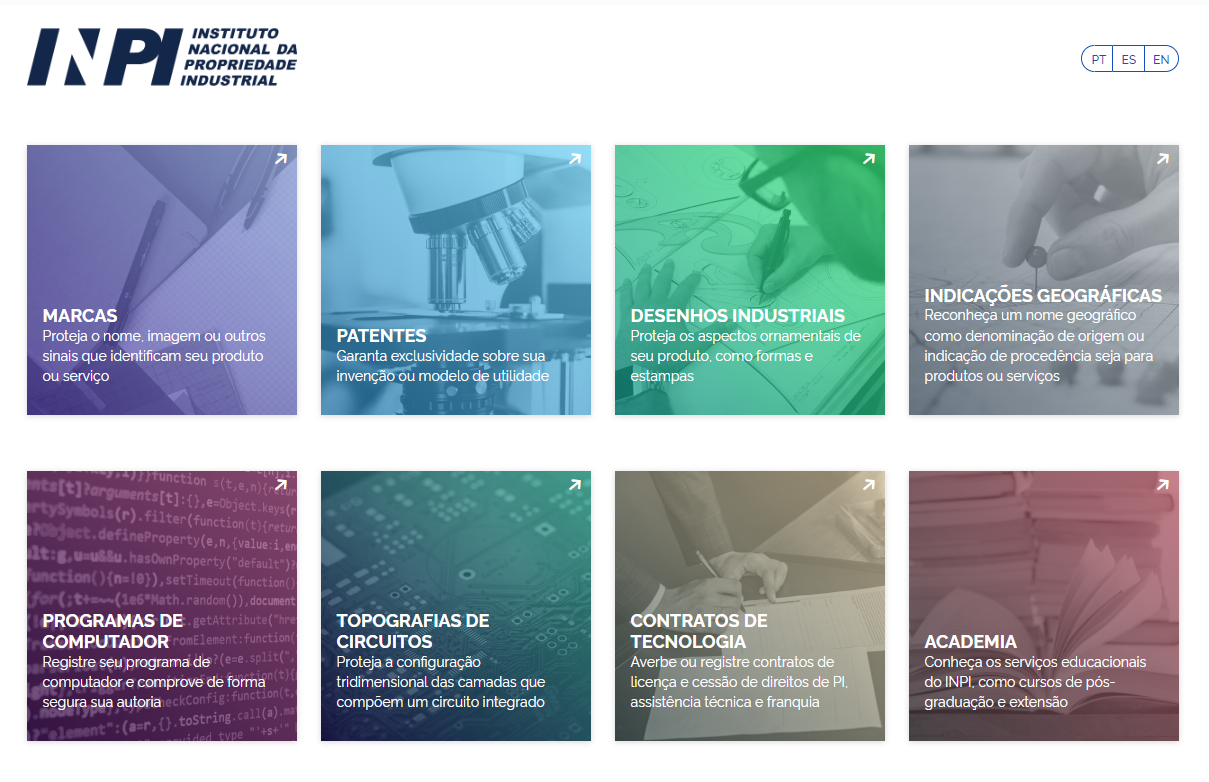 INPI
INSTITUTO
NACIONAL DA
PROPRIEDADE
INDUSTRIAL
PT ES EN
MARCAS
Proteja o nome, imagem ou outros
sinais que identificam seu produto
ou serviço
PATENTES
Garanta exclusividade sobre sua
invenção ou modelo de utilidade
DESENHOS INDUSTRIAIS
Proteja os aspectos ornamentais de
seu produto, como formas e
estampas
INDICAÇÕES GEOGRÁFICAS
Reconheça um nome geográfico
como denominação de origem ou
indicação de procedência seja para
produtos ou serviços
PROGRAMAS DE
COMPUTADOR
Registre seu programa de
computador e comprove de forma
segura sua autoria
TOPOGRAFIAS DE
CIRCUITOS
Proteja a configuração
tridimensional das camadas que
compõem um circuito integrado
CONTRATOS DE
TECNOLOGIA
Averbe ou registre contratos de
licença e cessão de direitos de PI,
assistência técnica e franquia
ACADEMIA
Conheça os serviços educacionais
do INPI, como cursos de pós-
graduação e extensão